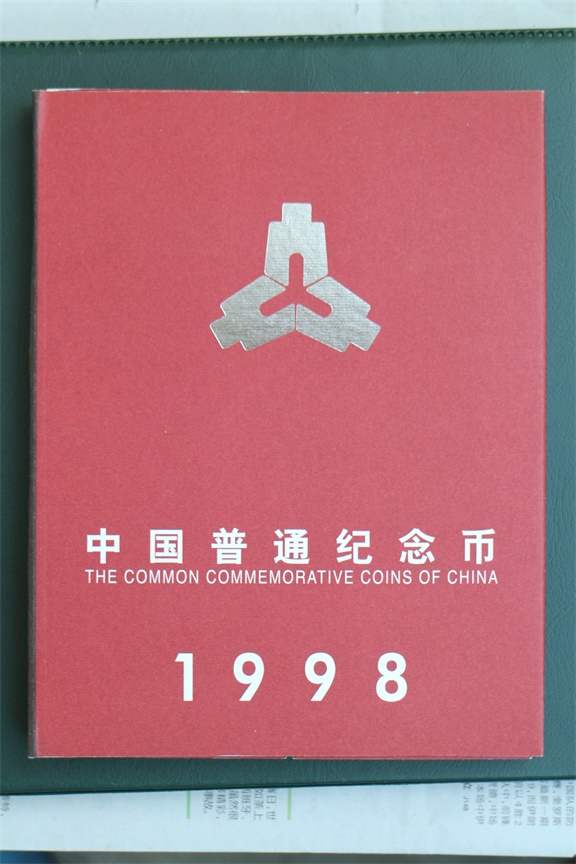 中国普通纪念币
THE COMMON COMMEMORATIVE COINS OF CHINA
1998